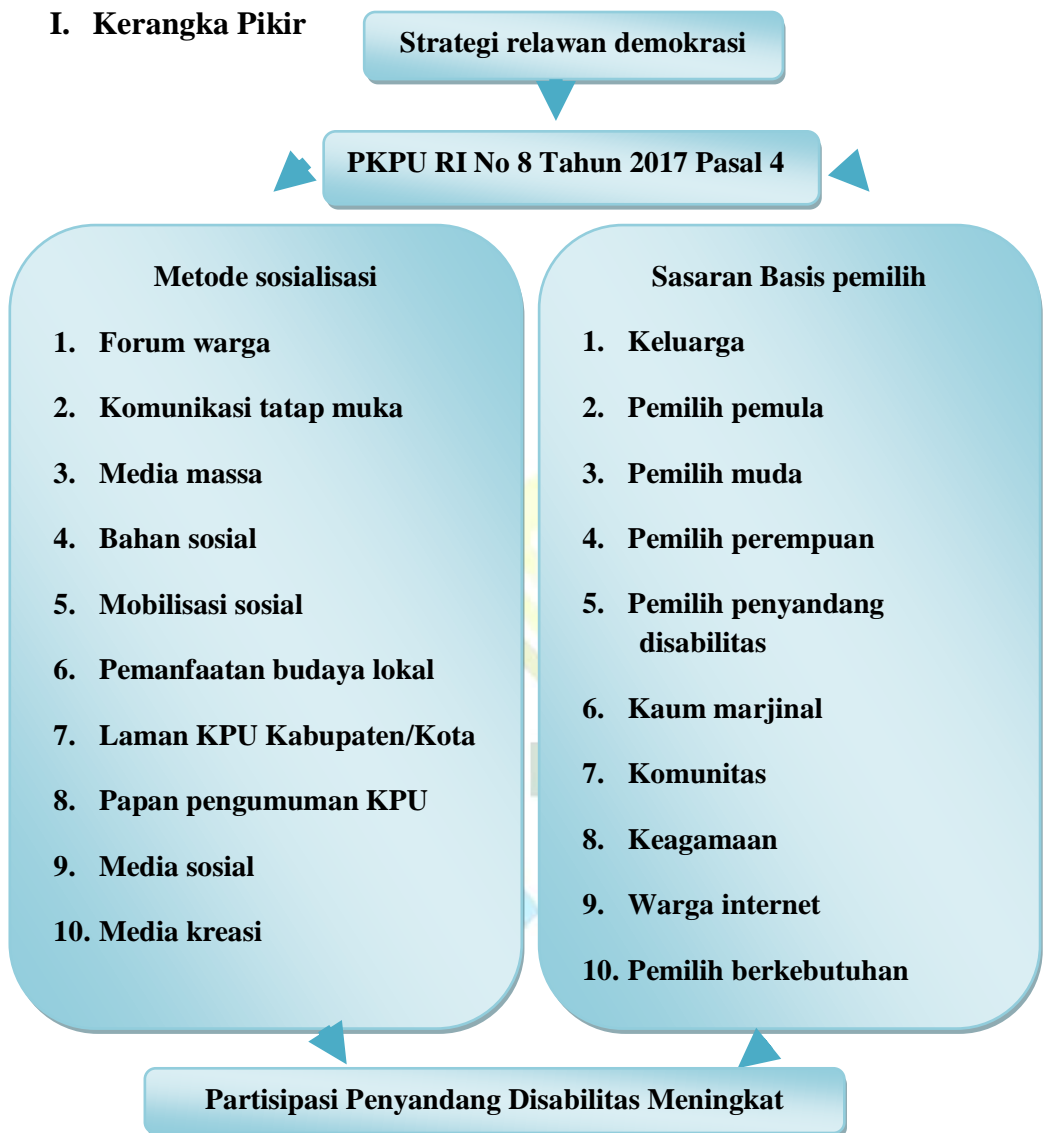 I. Kerangka Pikir
Strategi relawan demokrasi
PKPU RI No 8 Tahun 2017 Pasal 4
Metode sosialisasi
1. Forum warga
2. Komunikasi tatap muka
3. Media massa
4. Bahan sosial
5. Mobilisasi sosial
6. Pemanfaatan budaya lokal
7. Laman KPU Kabupaten/Kota
8. Papan pengumuman KPU
9. Media sosial
10. Media kreasi
Sasaran Basis pemilih
1. Keluarga
2. Pemilih pemula
3. Pemilih muda
4. Pemilih perempuan
5. Pemilih penyandang
disabilitas
6. Kaum marjinal
7. Komunitas
8. Keagamaan
9. Warga internet
10. Pemilih berkebutuhan
Partisipasi Penyandang Disabilitas Meningkat